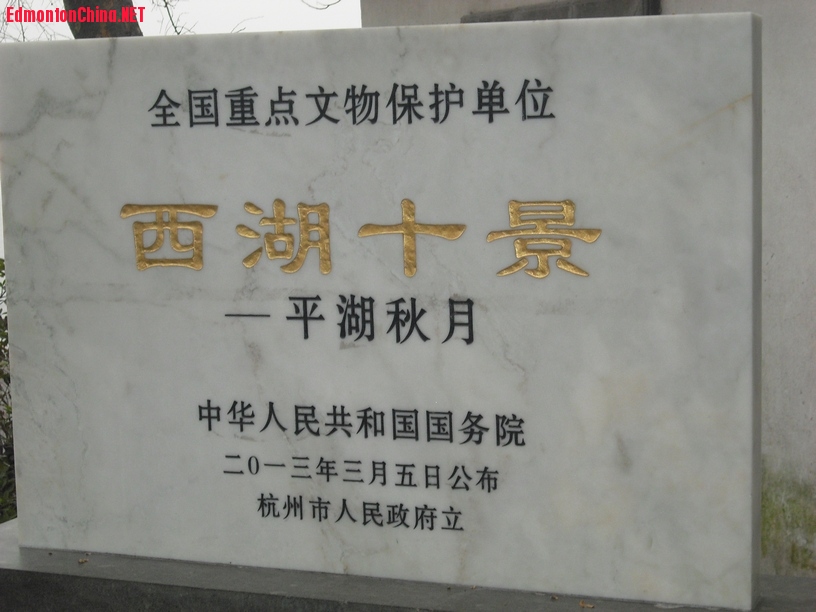 EdmontonChina.NET
全国重点文物保护单位
西湖十景
—平湖秋月
中华人民共和国国务院
二0一三年三月五日公布
杭州市人民政府立